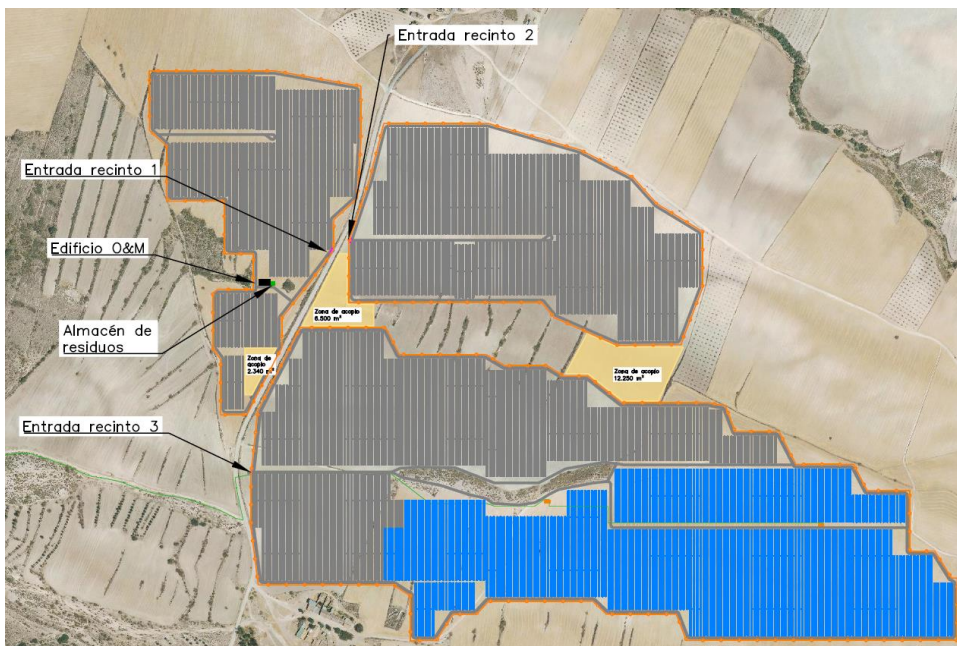 Entrada recinto 2
Entrada recinto 1
Edificio O&M
Almacén de
residuos
Zona de acopio
6.500 m²
Zona de
acopio
2.340 m²
Zona de acopio
12.250 m²
Entrada recinto 3